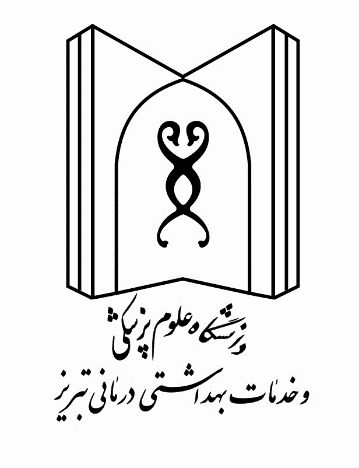 دانشگاه علوم پزشکی
و خدمات بهداشتی درمانی تبریز